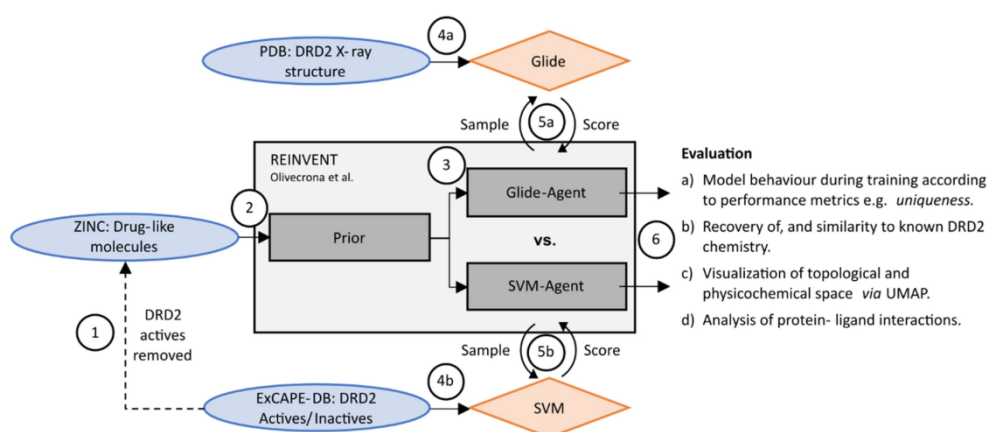 PDB: DRD2 X-ray
structure
4a
Glide
Sample
5a
Score
REINVENT
Olivecrona et al.
3
Glide-Agent
2
Prior
ZINC: Drug-like
molecules
vs.
6
SVM-Agent
Evaluation
a) Model behaviour during training according
to performance metrics e.g. uniqueness.
b) Recovery of, and similarity to known DRD2
chemistry.
c) Visualization of topological and
physicochemical space via UMAP.
d) Analysis of protein- ligand interactions.
1
DRD2
actives
removed
Sample
5b
Score
ExCAPE-DB: DRD2
Actives/Inactives
4b
SVM